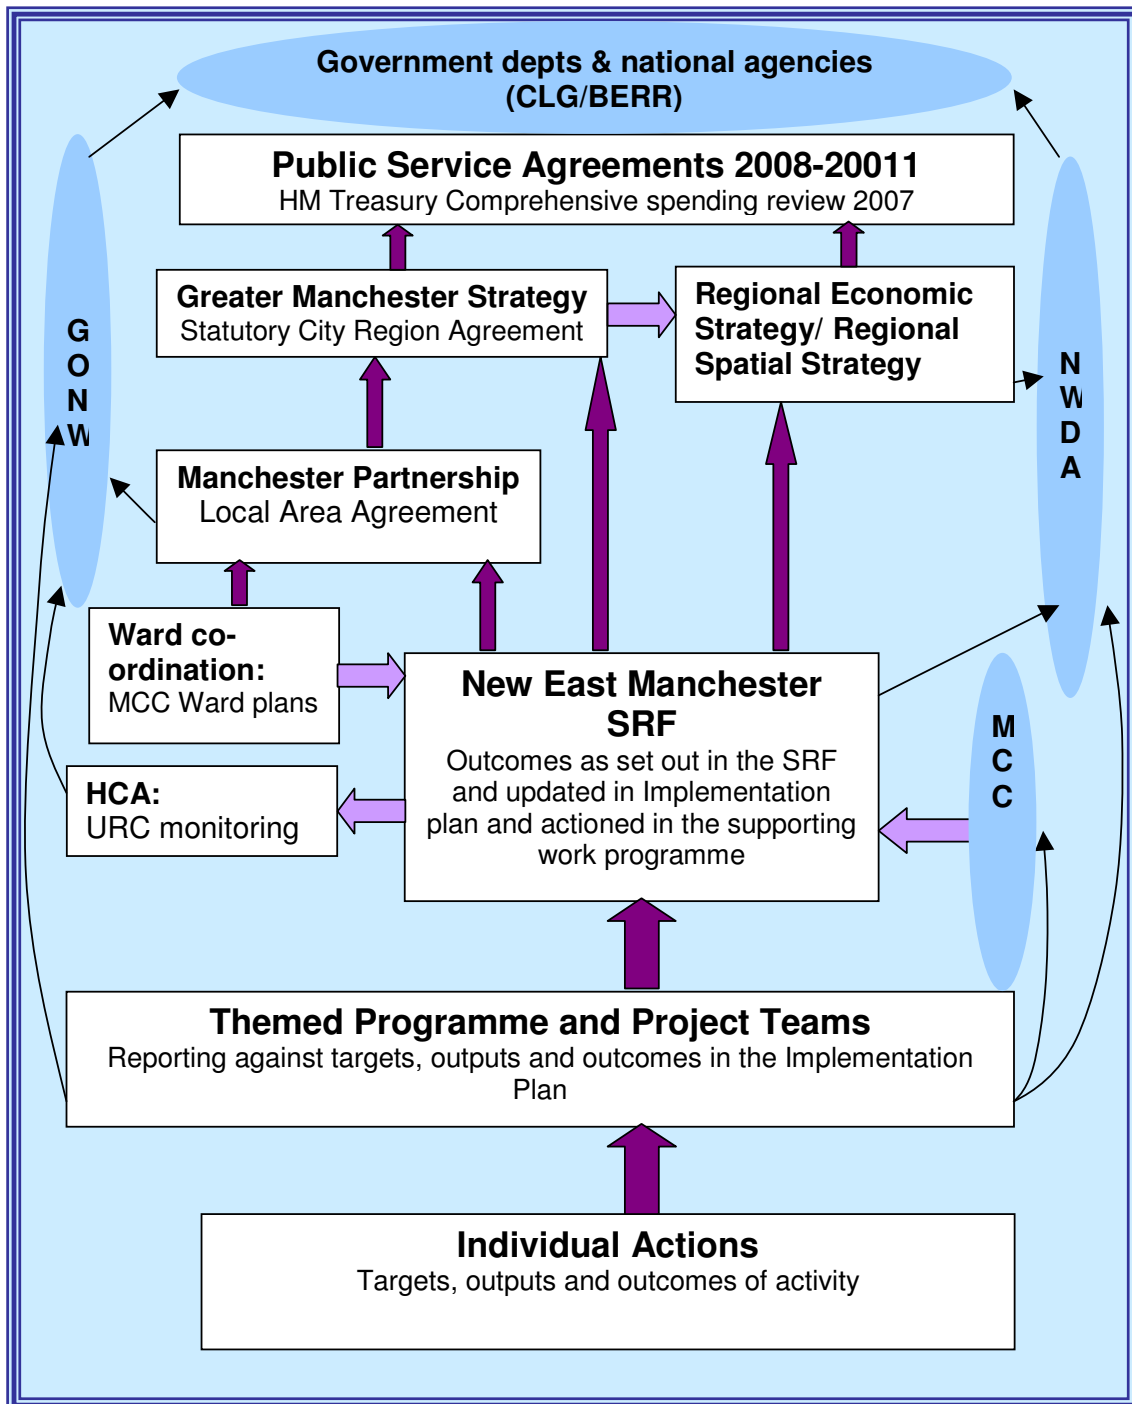 Government depts & national agencies
(CLG/BERR)
Public Service Agreements 2008-20011
HM Treasury Comprehensive spending review 2007
Greater Manchester Strategy
Statutory City Region Agreement
Regional Economic
Strategy/ Regional
Spatial Strategy
G
O
N
W
N
W
D
A
Manchester Partnership
Local Area Agreement
Ward co-
ordination:
MCC Ward plans
New East Manchester
SRF
Outcomes as set out in the SRF
and updated in Implementation
plan and actioned in the supporting
work programme
M
C
C
HCA:
URC monitoring
Themed Programme and Project Teams
Reporting against targets, outputs and outcomes in the Implementation
Plan
Individual Actions
Targets, outputs and outcomes of activity